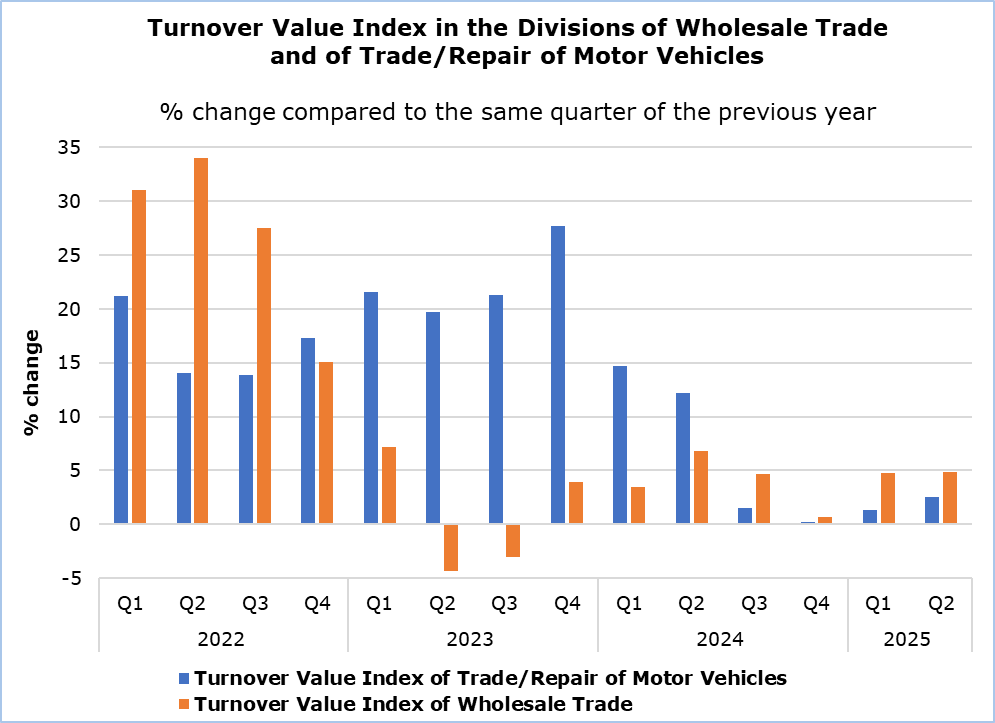 Turnover Value Index in the Divisions of Wholesale Trade
and of Trade/Repair of Motor Vehicles
% change compared to the same quarter of the previous year
% change
35
30
25
20
15
10
5
0
-5
Q1 Q2 Q3 Q4 Q1 Q2 Q3 Q4 Q1 Q2 Q3 Q4 Q1 Q2
2022 2023 2024 2025
Turnover Value Index of Trade/Repair of Motor Vehicles
Turnover Value Index of Wholesale Trade